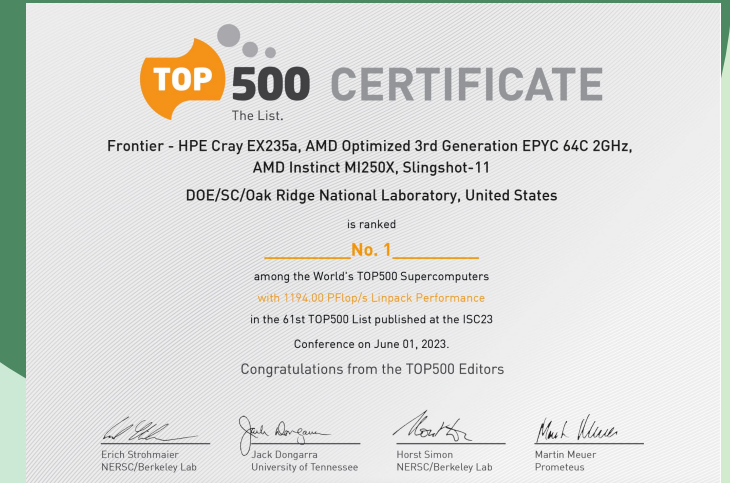 TOP 500 CERTIFICATE
The List.
Frontier - HPE Cray EX235a, AMD Optimized 3rd Generation EPYC 64C 2GHz,
AMD Instinct MI250X, Slingshot-11
DOE/SC/Oak Ridge National Laboratory, United States
is ranked
No. 1
among the World's TOP500 Supercomputers
with 1194.00 PFlop/s Linpack Performance
in the 61st TOP500 List published at the ISC23
Conference on June 01, 2023.
Congratulations from the TOP500 Editors
Erich Strohmaier
NERSC/Berkeley Lab
Jack Dongarra
University of Tennessee
Horst Simon
NERSC/Berkeley Lab
Martin Meuer
Prometeus